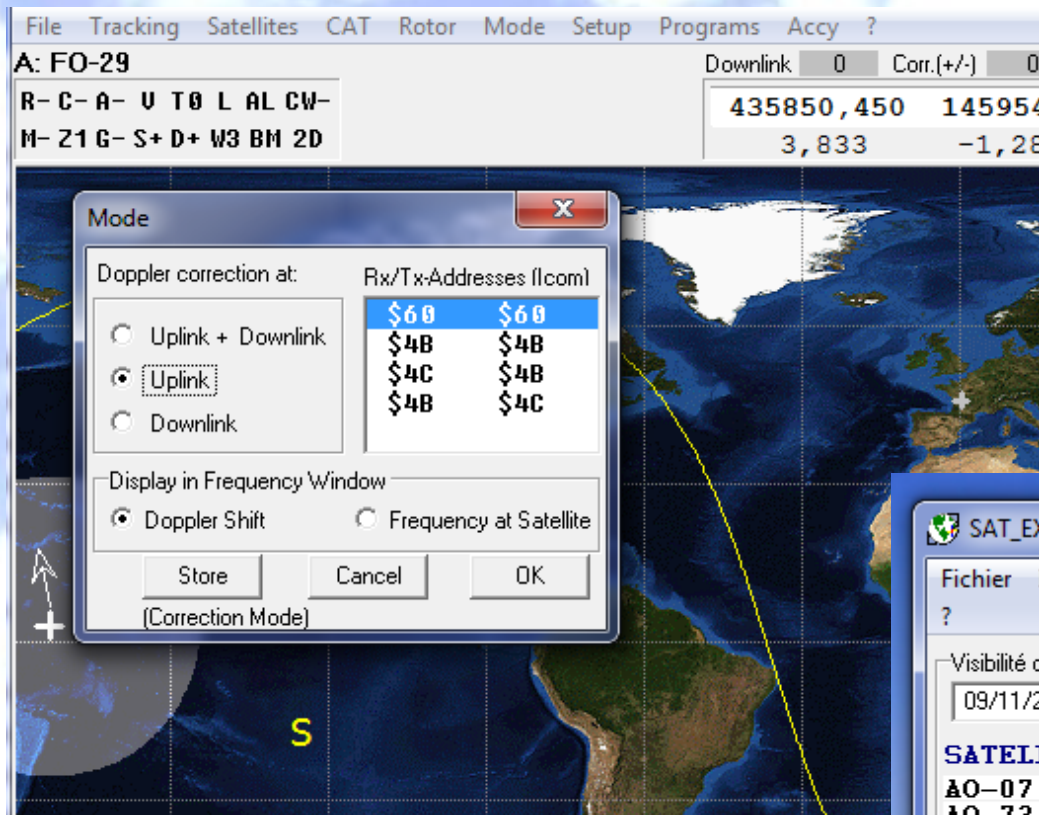 File Tracking Satellites CAT Rotor Mode Setup Programs Accy ?
A: FO-29
Downlink 0 Corr.(+/-) 0
R- C- A- V T0 L AL CW-
M- Z1 G- S+ D+ W3 BM 2D
435850,450 145954
3,833 -1,28
Mode
Doppler correction at:
Rx/Tx-Addresses (Icom)
Uplink + Downlink
Uplink
Downlink
$60 $60
$4B $4B
$4C $4B
$4B $4C
Display in Frequency Window
Doppler Shift Frequency at Satellite
Store Cancel OK
(Correction Mode)
S
SAT_EX
Fichier
?
Visibilité
09/11/2
SATELL
AO-07
AO-73